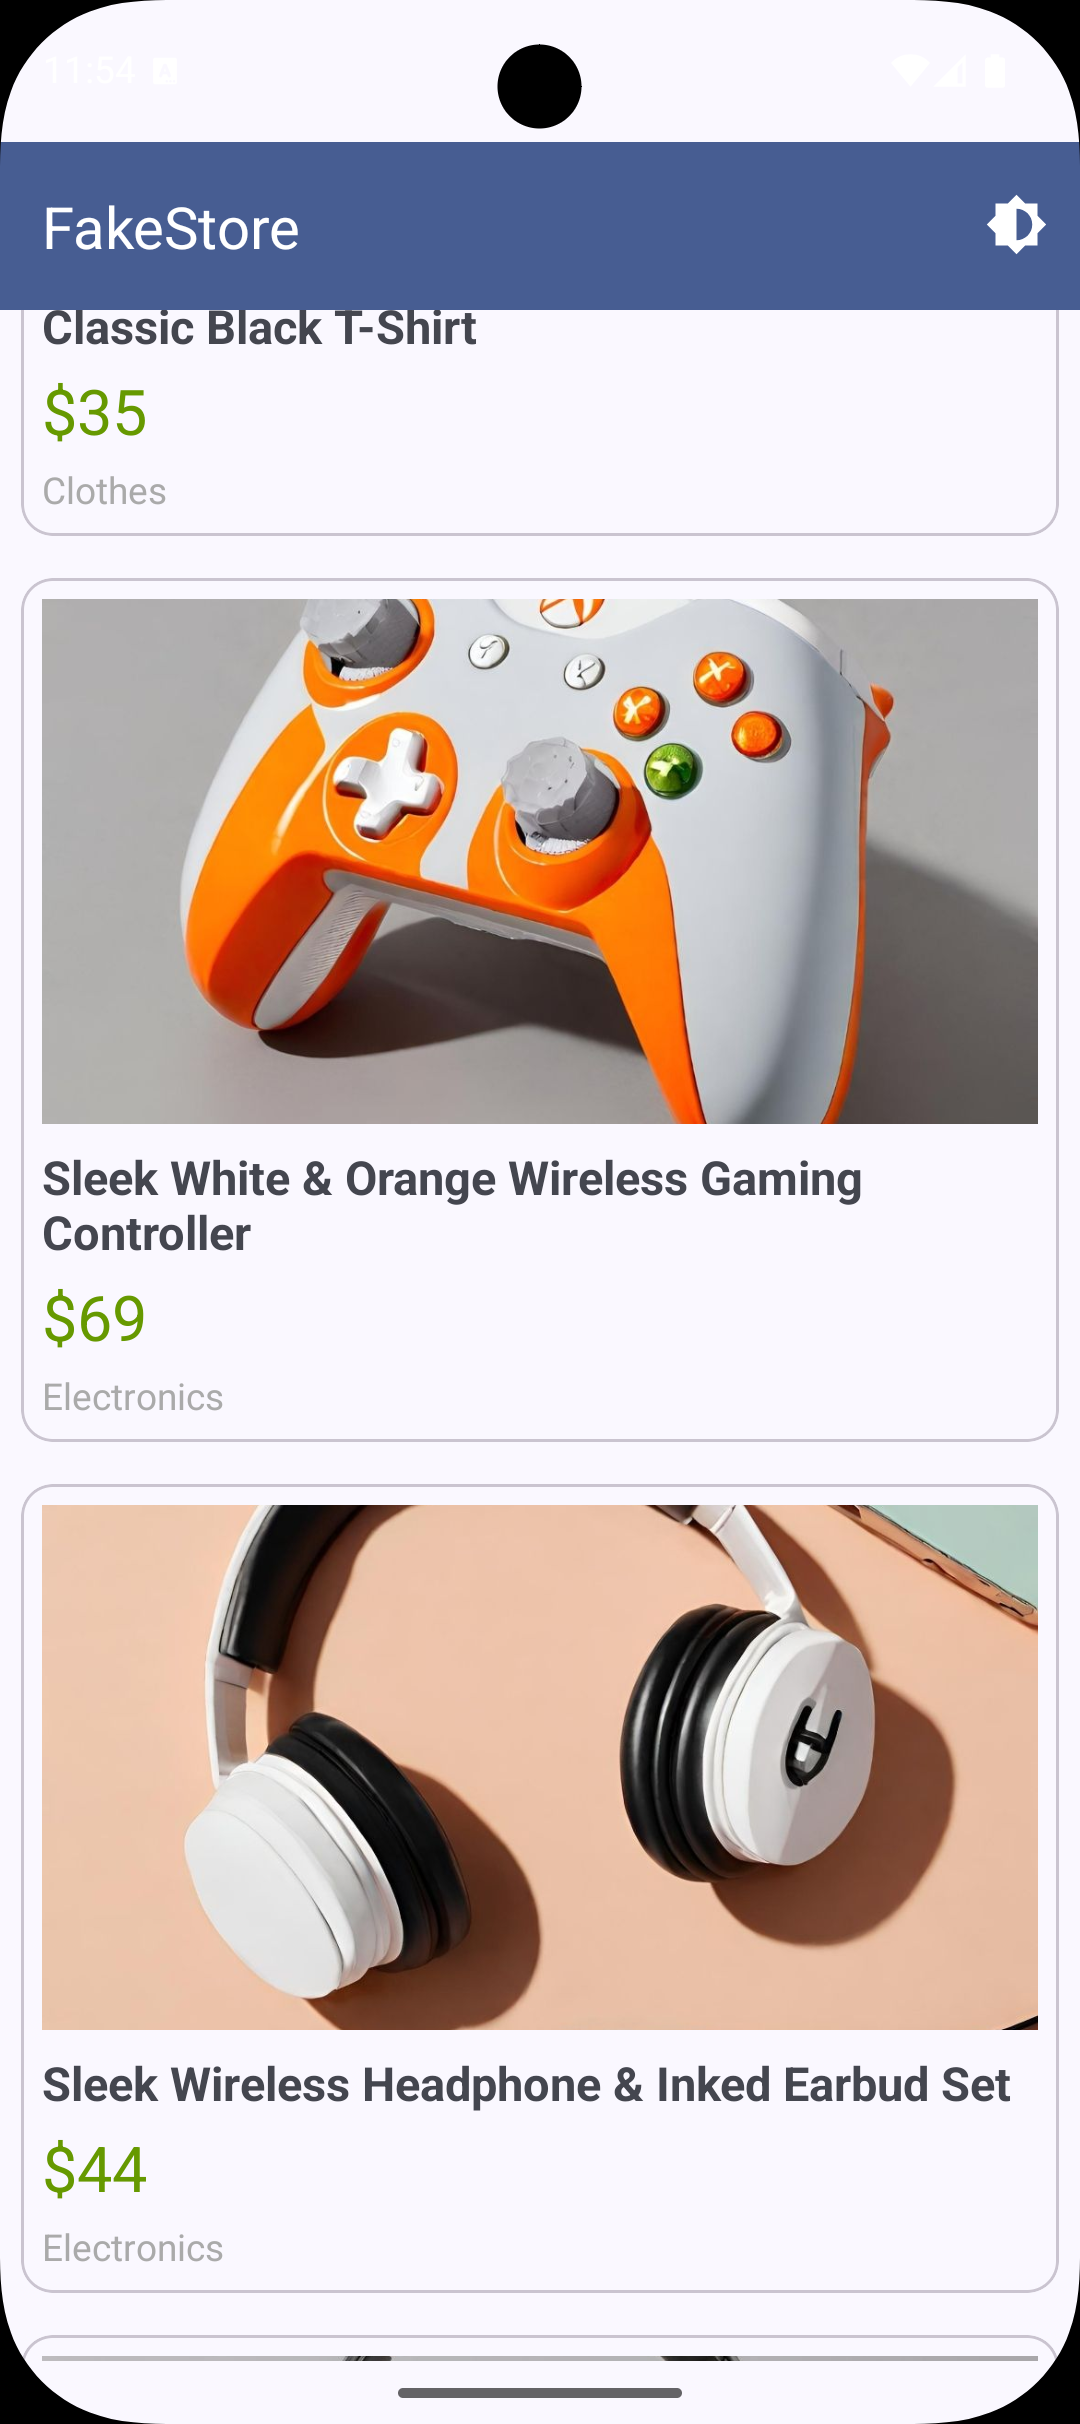 11:54
FakeStore
Classic Black T-Shirt
$35
Clothes
Sleek White & Orange Wireless Gaming
Controller
$69
Electronics
Sleek Wireless Headphone & Inked Earbud Set
$44
Electronics